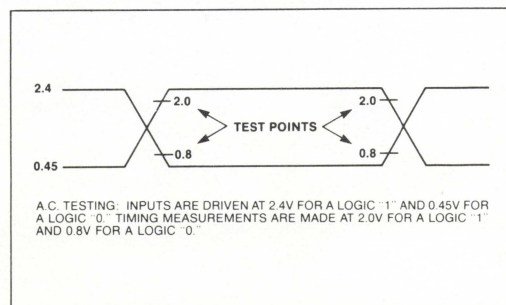 2.4
2.0
2.0
TEST POINTS
0.8
0.8
0.45
A.C. TESTING: INPUTS ARE DRIVEN AT 2.4V FOR A LOGIC "1" AND 0.45V FOR
A LOGIC "0." TIMING MEASUREMENTS ARE MADE AT 2.0V FOR A LOGIC "1"
AND 0.8V FOR A LOGIC "0."